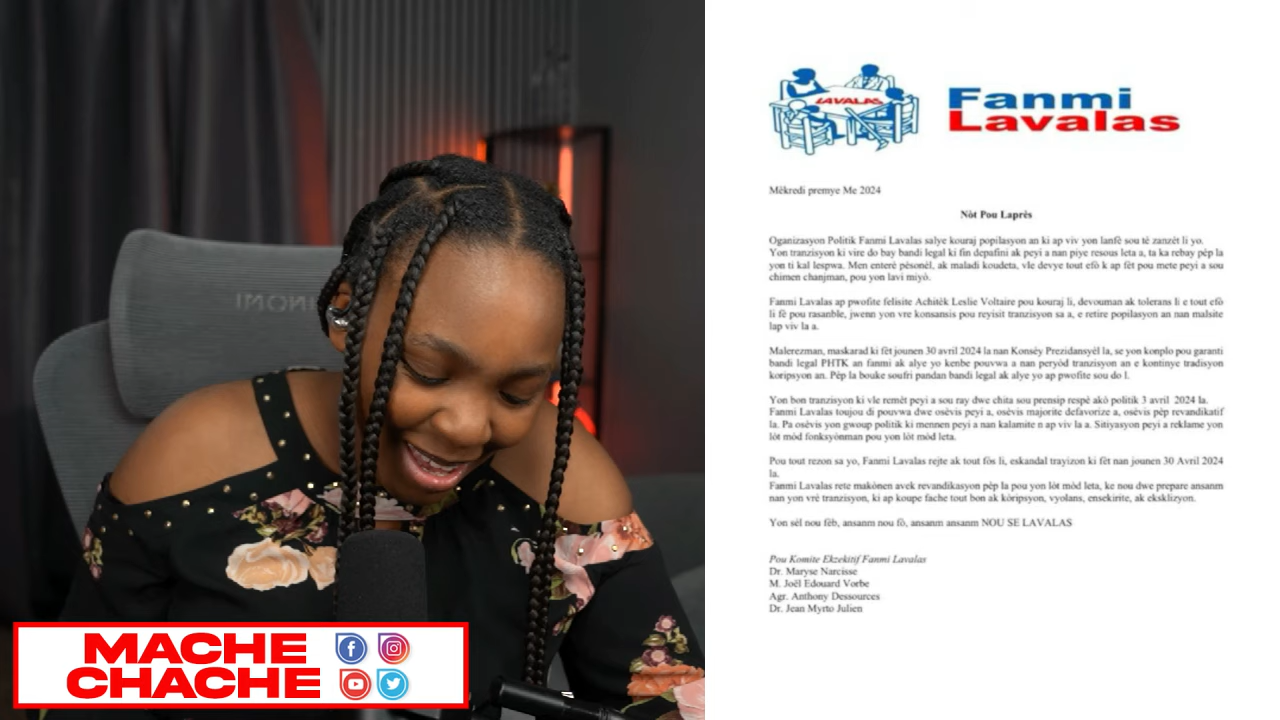 LAVALAS
Fanmi
Lavalas
Mèkredi premye Me 2024
Nòt Pou Laprès
Oganizasyon Politik Fanmi Lavalas salye kouraj popilasyon an ki ap viv yon lanfè sou tè zanzèt li yo.
Yon tranzisyon ki vire do bay bandi legal ki fin depafini ak peyi a nan piye resous leta a, ta ka rebay pèp la
yon ti kal lespwa. Men enterè pèsonèl, ak maladi koudeta, vle devye tout efò k ap fèt pou mete peyi a sou
chimen chanjman, pou yon lavi miyò.
Fanmi Lavalas ap pwofite felisite Achitèk Leslie Voltaire pou kouraj li, devouman ak tolerans li e tout efò
li fè pou rasanble, jwenn yon vre konsansis pou reyisit tranzisyon sa a, e retire popilasyon an nan malsite
lap viv la a.
Malerezman, maskarad ki fèt jounen 30 avril 2024 la nan Konsèy Prezidansyèl la, se yon konplo pou garanti
bandi legal PHTK an fanmi ak alye yo kenbe pouvwa a nan peryòd tranzisyon an e kontinye tradisyon
koripsyon an. Pèp la bouke soufri pandan bandi legal ak alye yo ap pwofite sou do l.
Yon bon tranzisyon ki vle remèt peyi a sou ray dwe chita sou prensip respè akò politik 3 avril 2024 la.
Fanmi Lavalas toujou di pouvwa dwe osèvis peyi a, osèvis majorite defavorize a, osèvis pèp revandikatif
la. Pa osèvis yon gwoup politik ki mennen peyi a nan kalamite n ap viv la a. Sitiyasyon peyi a reklame yon
lòt mòd fonksyònman pou yon lòt mòd leta.
Pou tout rezon sa yo, Fanmi Lavalas rejte ak tout fòs li, eskandal trayizon ki fèt nan jounen 30 Avril 2024
la.
Fanmi Lavalas rete makònen avek revandikasyon pèp la pou yon lòt mòd leta, ke nou dwe prepare ansanm
nan yon vrè tranzisyon, ki ap koupe fache tout bon ak kòripsyon, vyolans, ensekirite, ak eksklizyon.
Yon sèl nou fèb, ansanm nou fò, ansanm ansanm NOU SE LAVALAS
Pou Komite Ekzekitif Fanmi Lavalas
Dr. Maryse Narcisse
M. Joël Edouard Vorbe
Agr. Anthony Dessources
Dr. Jean Myrto Julien
MACHE
CHACHE